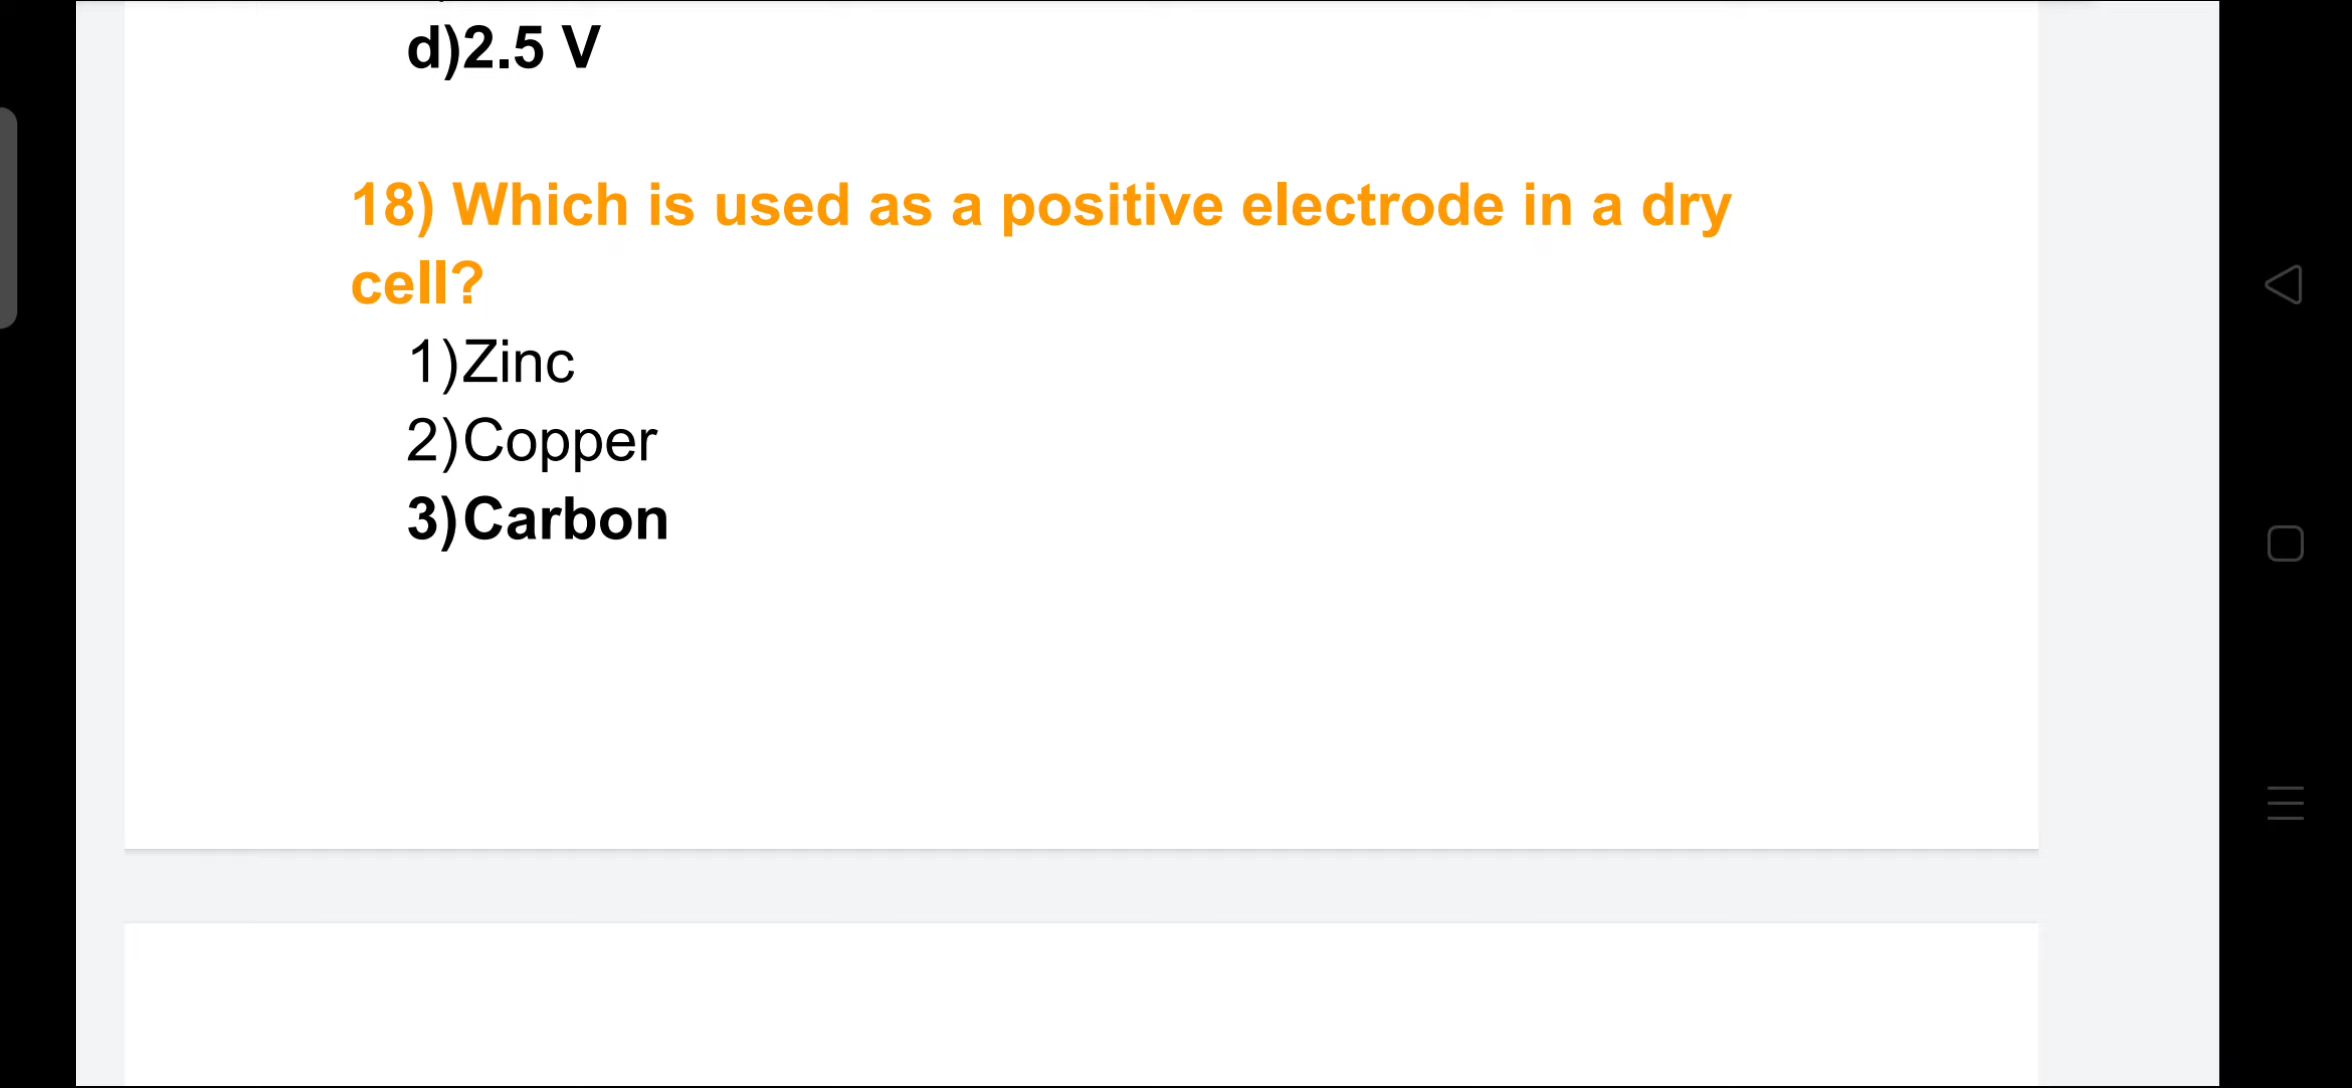 d)2.5 V
18) Which is used as a positive electrode in a dry
cell?
1)Zinc
2)Copper
3)Carbon